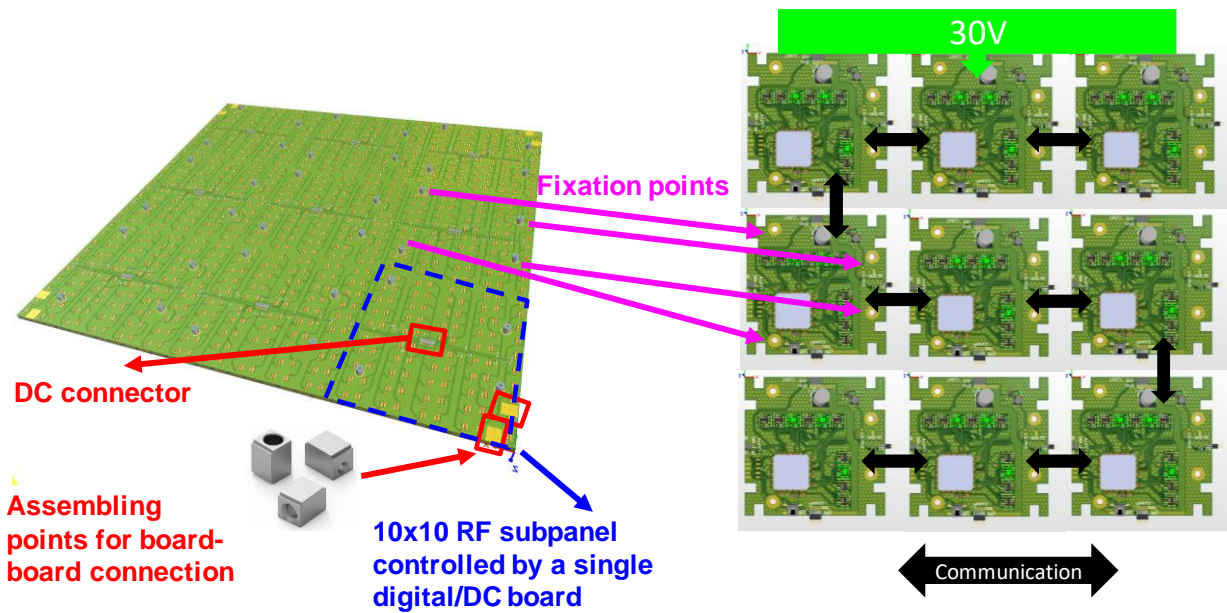 30V
Fixation points
DC connector
Assembling
points for board-
board connection
10x10 RF subpanel
controlled by a single
digital/DC board
Communication